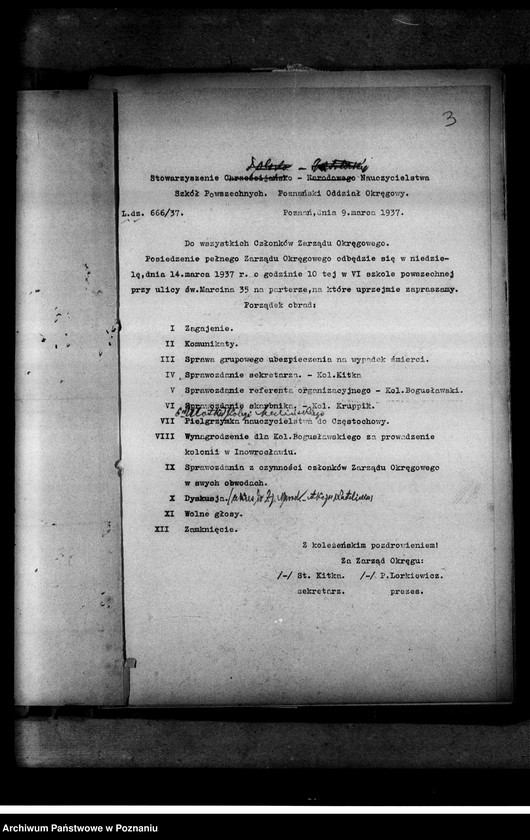 3
Stowarzyszenie Chrześcijańsko - Narodowego Nauczycielstwa
Szkół Powszechnych. Poznański Oddział Okręgowy.
L.dz. 666/37. Poznań,dnia 9.marca 1937.
Do wszystkich Członków Zarządu Okręgowego.
Posiedzenie pełnego Zarządu Okręgowego odbędzie się w niedzie-
lę,dnia 14.marca 1937 r. o godzinie 10 tej w VI szkole powszechnej
przy ulicy św.Marcina 35 na parterze,na które uprzejmie zapraszamy.
Porządek obrad:
I Zagajenie.
II Komunikaty.
III Sprawa grupowego ubezpieczenia na wypadek śmierci.
IV Sprawozdanie sekretarza. - Kol.Kitka
V Sprawozdanie referenta organizacyjnego - Kol.Bogusławski.
VI Sprawozdanie skarbnika. - Kol. Kruppik.
VII Pielgrzymka nauczycielstwa do Częstochowy.
VIII Wynagrodzenie dla Kol.Bogusławskiego za prowadzenie
kolonii w Inowrocławiu.
IX Sprawozdania z czynności członków Zarządu Okręgowego
w swych obwodach.
X Dyskusja.
XI Wolne głosy.
XII Zamknięcie.
Z koleżeńskim pozdrowieniem!
Za Zarząd Okręgu:
/-/ St. Kitka. /-/ P.Lorkiewicz.
sekretarz. prezes.
Archiwum Państwowe w Poznaniu